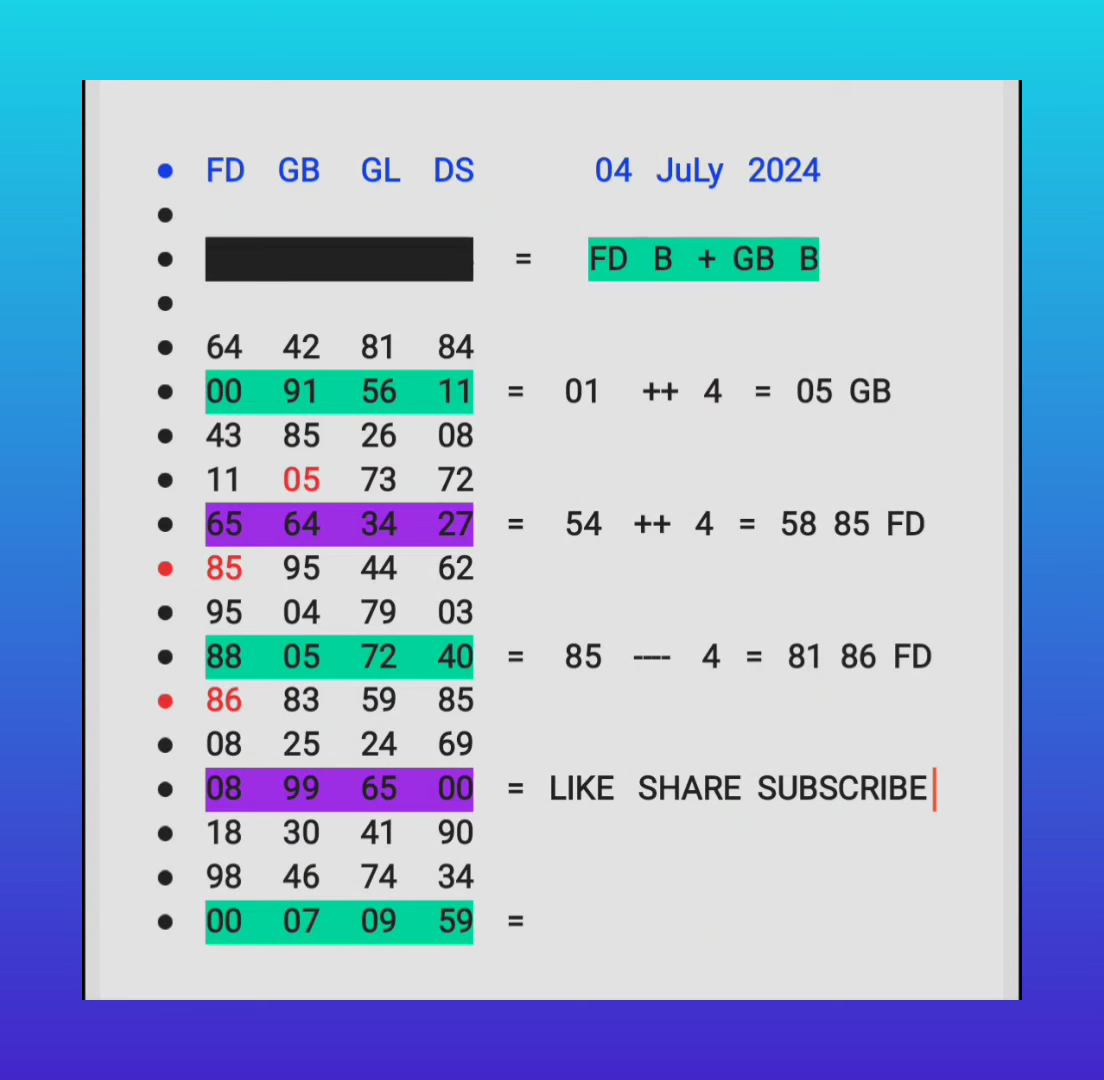 • FD GB GL DS 04 JuLy 2024
•
• = FD B + GB B
•
• 64 42 81 84
• 00 91 56 11 = 01 ++ 4 = 05 GB
• 43 85 26 08
• 11 05 73 72
• 65 64 34 27 = 54 ++ 4 = 58 85 FD
• 85 95 44 62
• 95 04 79 03
• 88 05 72 40 = 85 ---- 4 = 81 86 FD
• 86 83 59 85
• 08 25 24 69
• 08 99 65 00 = LIKE SHARE SUBSCRIBE
• 18 30 41 90
• 98 46 74 34
• 00 07 09 59 =